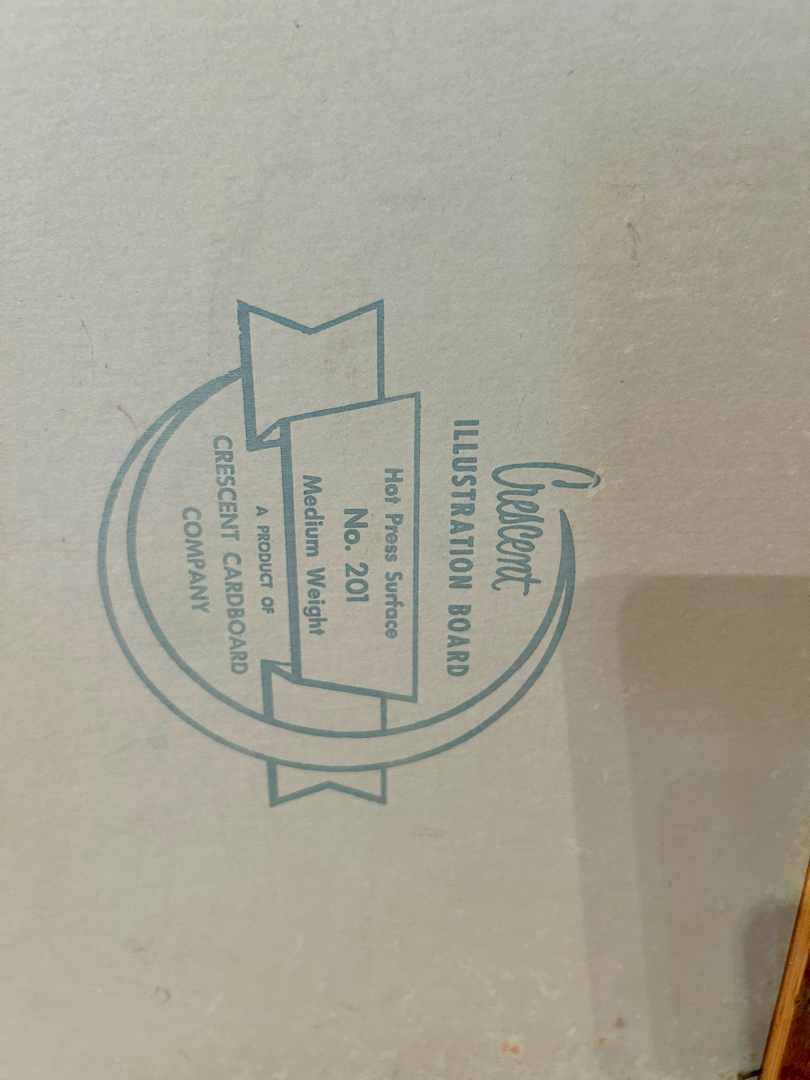 Crescent
ILLUSTRATION BOARD
Hot Press Surface
No. 201
Medium Weight
A PRODUCT OF
CRESCENT CARDBOARD
COMPANY